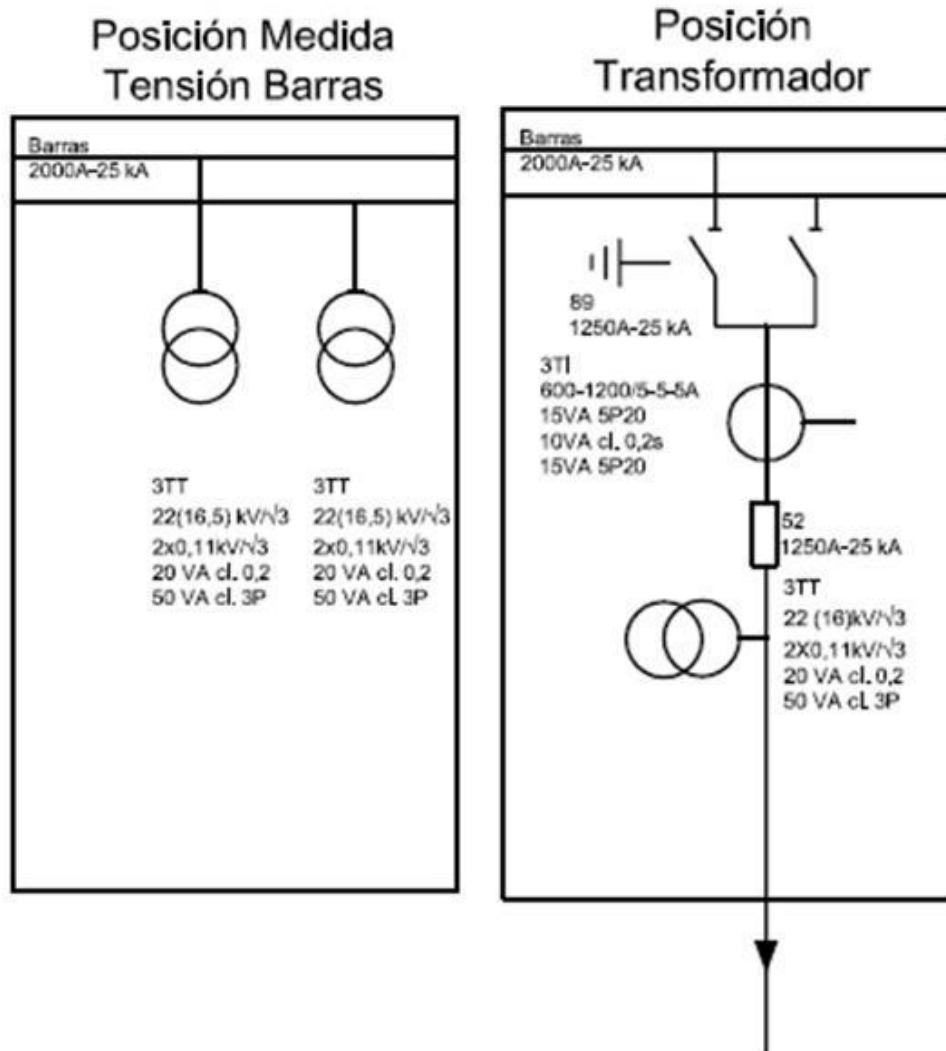 Posición Medida
Tensión Barras
Barras
2000A-25 kA
3TT
22(16,5) kV/√3
2x0,11kV/√3
20 VA cl. 0,2
50 VA cl. 3P
3TT
22(16,5) kV/√3
2x0,11kV/√3
20 VA cl. 0,2
50 VA cl. 3P
Posición
Transformador
Barras
2000A-25 kA
89
1250A-25 kA
3TI
600-1200/5-5-5A
15VA 5P20
10VA cl. 0,2s
15VA 5P20
52
1250A-25 kA
3TT
22 (16)kV/√3
2X0,11kV/√3
20 VA cl. 0,2
50 VA cl. 3P